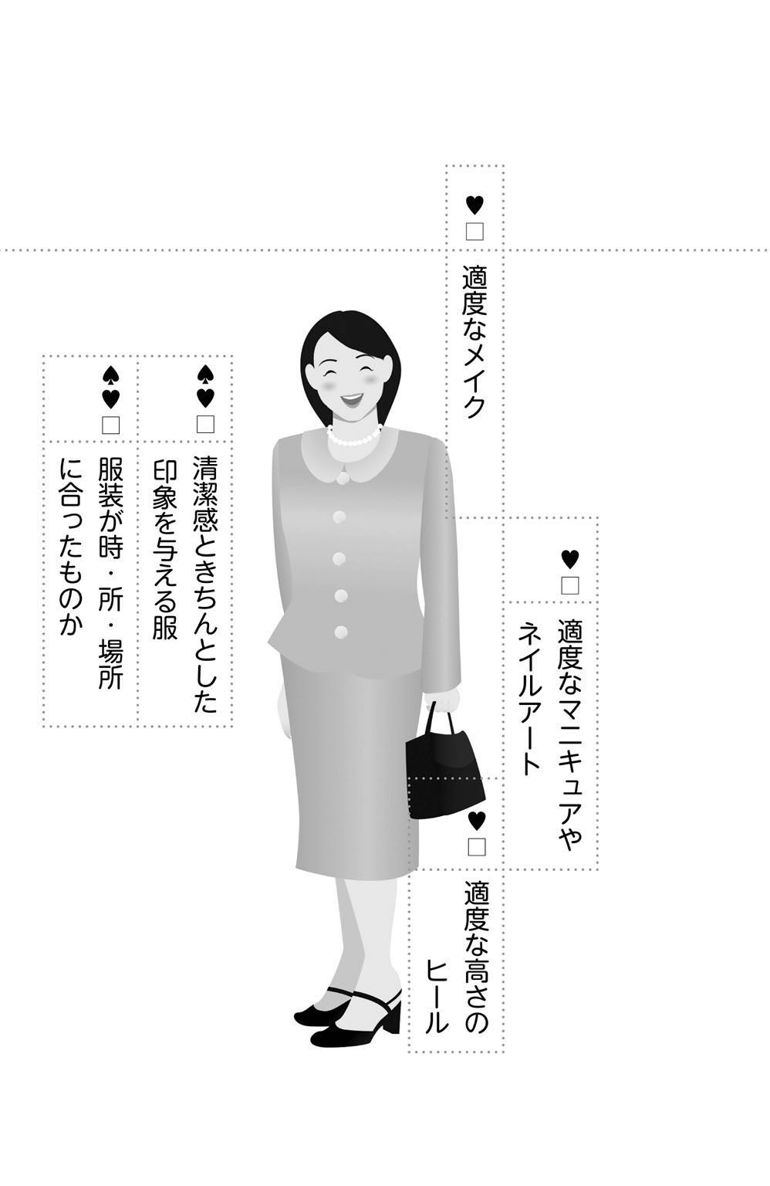 ♥□ 適度なメイク
♥□ 適度なマニキュアや
ネイルアート
♥□ 適度な高さの
ヒール
♠♥□ 清潔感ときちんとした
印象を与える服
♠♥□ 服装が時・所・場所
に合ったものか